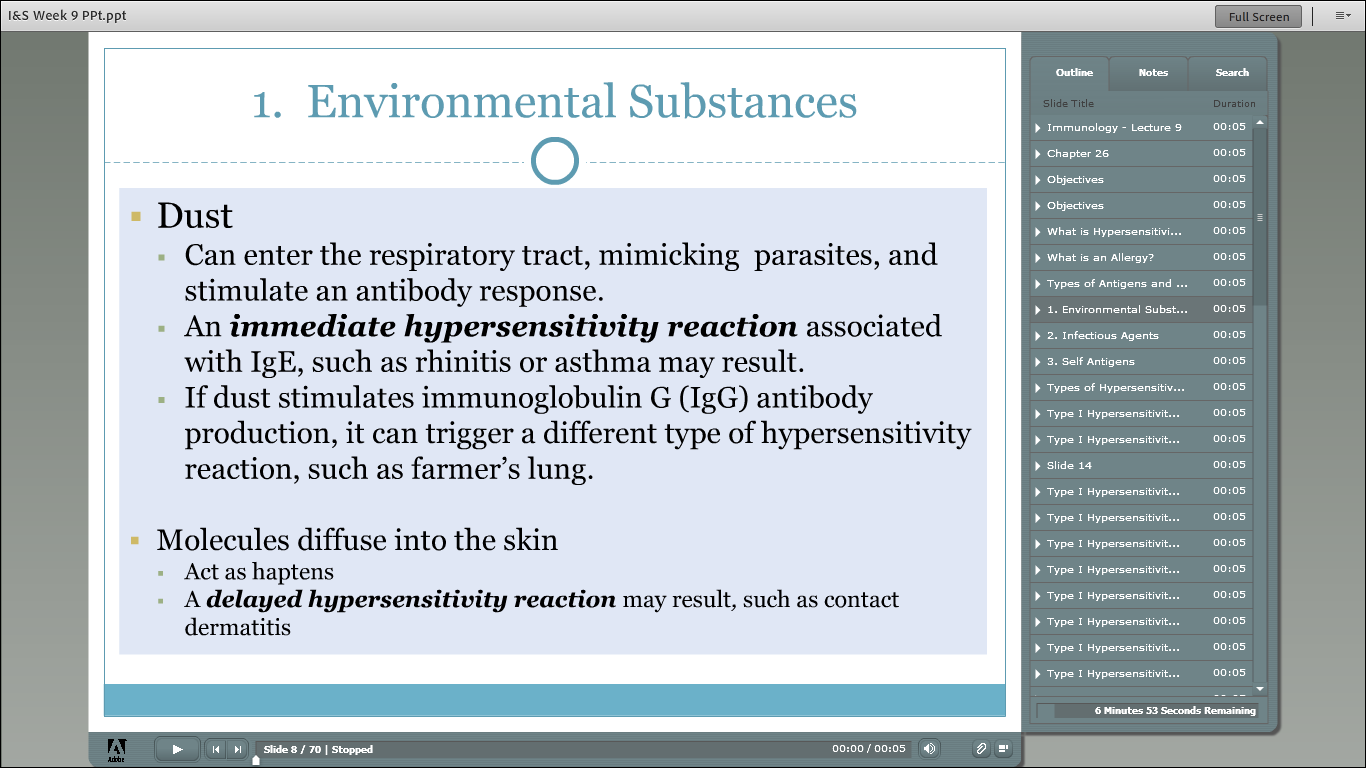 I&S Week 9 PPt.ppt
Full Screen
1. Environmental Substances
Dust
Can enter the respiratory tract, mimicking parasites, and
stimulate an antibody response.
An immediate hypersensitivity reaction associated
with IgE, such as rhinitis or asthma may result.
If dust stimulates immunoglobulin G (IgG) antibody
production, it can trigger a different type of hypersensitivity
reaction, such as farmer's lung.
Molecules diffuse into the skin
Act as haptens
A delayed hypersensitivity reaction may result, such as contact
dermatitis
Outline Notes Search
Slide Title Duration
Immunology - Lecture 9 00:05
Chapter 26 00:05
Objectives 00:05
Objectives 00:05
What is Hypersensitivi... 00:05
What is an Allergy? 00:05
Types of Antigens and ... 00:05
1. Environmental Subst... 00:05
2. Infectious Agents 00:05
3. Self Antigens 00:05
Types of Hypersensitiv... 00:05
Type I Hypersensitivit... 00:05
Type I Hypersensitivit... 00:05
Slide 14 00:05
Type I Hypersensitivit... 00:05
Type I Hypersensitivit... 00:05
Type I Hypersensitivit... 00:05
Type I Hypersensitivit... 00:05
Type I Hypersensitivit... 00:05
Type I Hypersensitivit... 00:05
Type I Hypersensitivit... 00:05
Type I Hypersensitivit... 00:05
6 Minutes 53 Seconds Remaining
Adobe
Slide 8 / 70 | Stopped 00:00 / 00:05